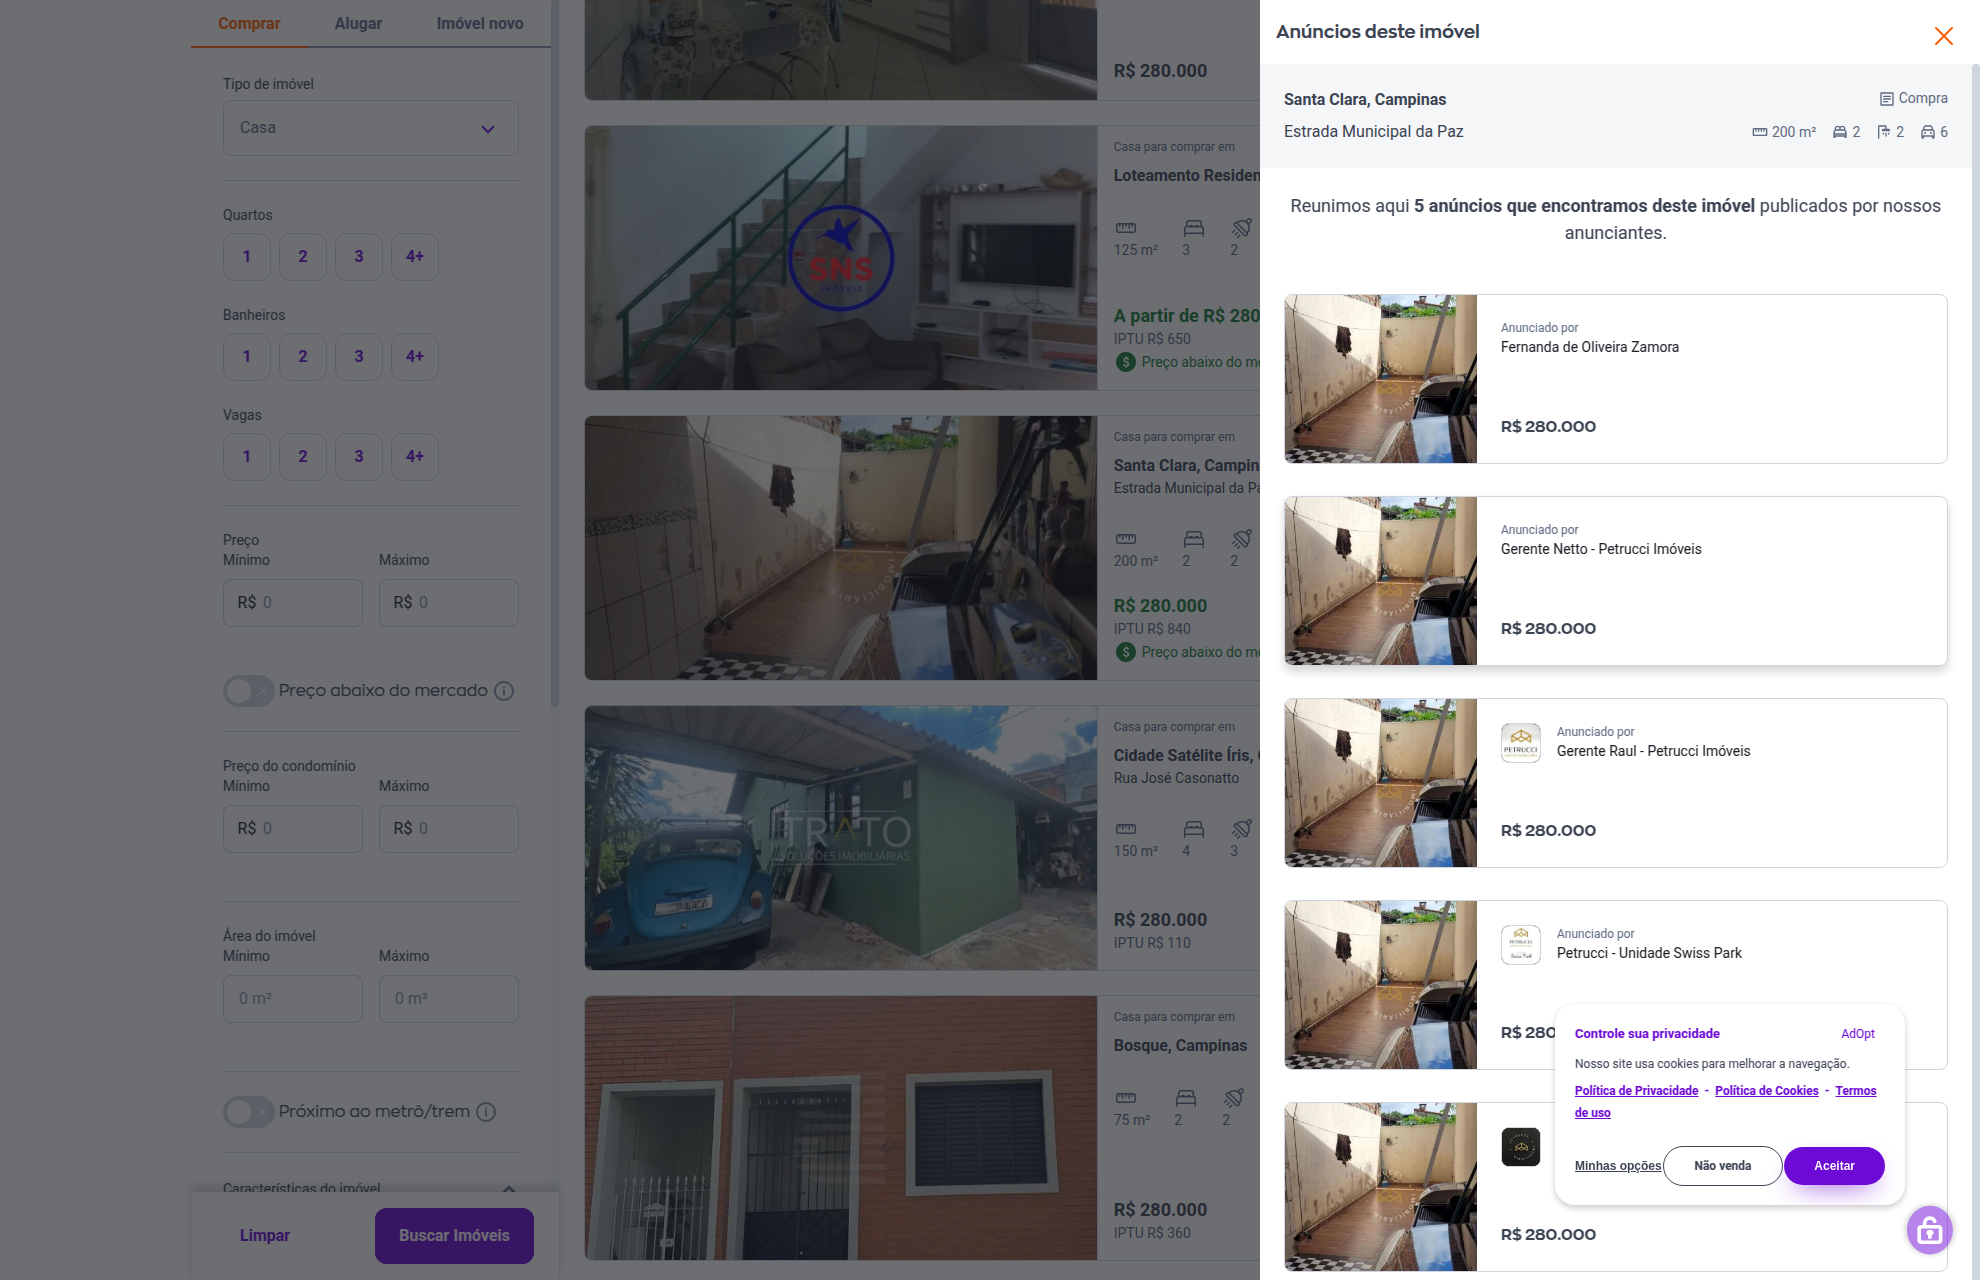 Comprar
Alugar
Imóvel novo
Tipo de imóvel
Casa
Quartos
1
2
3
4+
Banheiros
1
2
3
4+
Vagas
1
2
3
4+
Preço
Mínimo
Máximo
R$ 0
R$ 0
Preço abaixo do mercado
Preço do condomínio
Mínimo
Máximo
R$ 0
R$ 0
Área do imóvel
Mínimo
Máximo
0 m²
0 m²
Próximo ao metrô/trem
Características do imóvel
Limpar
Buscar Imóveis
R$ 280.000
SNS
IMÓVEIS
Casa para comprar em
Loteamento Residen
125 m²
3
2
A partir de R$ 280
IPTU R$ 650
Preço abaixo do me
Casa para comprar em
Santa Clara, Campin
Estrada Municipal da Pa
200 m²
2
2
R$ 280.000
IPTU R$ 840
Preço abaixo do me
TRATO
SOLUÇÕES IMOBILIÁRIAS
Casa para comprar em
Cidade Satélite Íris,
Rua José Casonatto
150 m²
4
3
R$ 280.000
IPTU R$ 110
Casa para comprar em
Bosque, Campinas
75 m²
2
2
R$ 280.000
IPTU R$ 360
Anúncios deste imóvel
Santa Clara, Campinas
Compra
Estrada Municipal da Paz
200 m²
2
2
6
Reunimos aqui 5 anúncios que encontramos deste imóvel publicados por nossos
anunciantes.
Anunciado por
Fernanda de Oliveira Zamora
R$ 280.000
Anunciado por
Gerente Netto - Petrucci Imóveis
R$ 280.000
PETRUCCI
Anunciado por
Gerente Raul - Petrucci Imóveis
R$ 280.000
PETRUCCI
Swiss Park
Anunciado por
Petrucci - Unidade Swiss Park
R$ 280
R$ 280.000
Controle sua privacidade
AdOpt
Nosso site usa cookies para melhorar a navegação.
Política de Privacidade - Política de Cookies - Termos
de uso
Minhas opções
Não venda
Aceitar